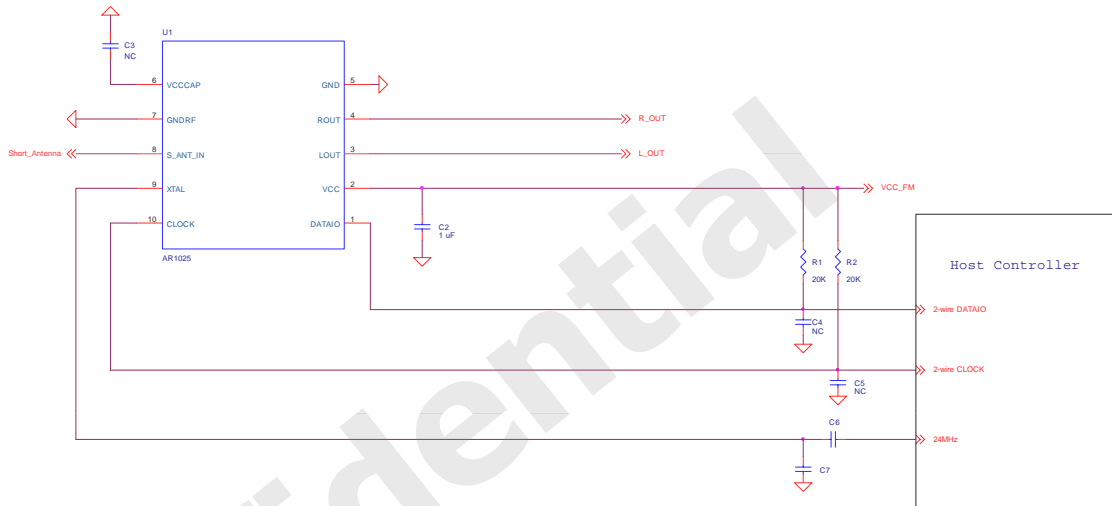 U1
C3
NC
6 VCCCAP GND 5
7 GNDRF ROUT 4 R_OUT
Short_Antenna 8 S_ANT_IN LOUT 3 L_OUT
9 XTAL VCC 2 VCC_FM
10 CLOCK DATAIO 1
C2
1 uF
AR1025
R1
20K
R2
20K
Host Controller
2-wire DATAIO
C4
NC
2-wire CLOCK
C5
NC
C6
24MHz
C7
fidential